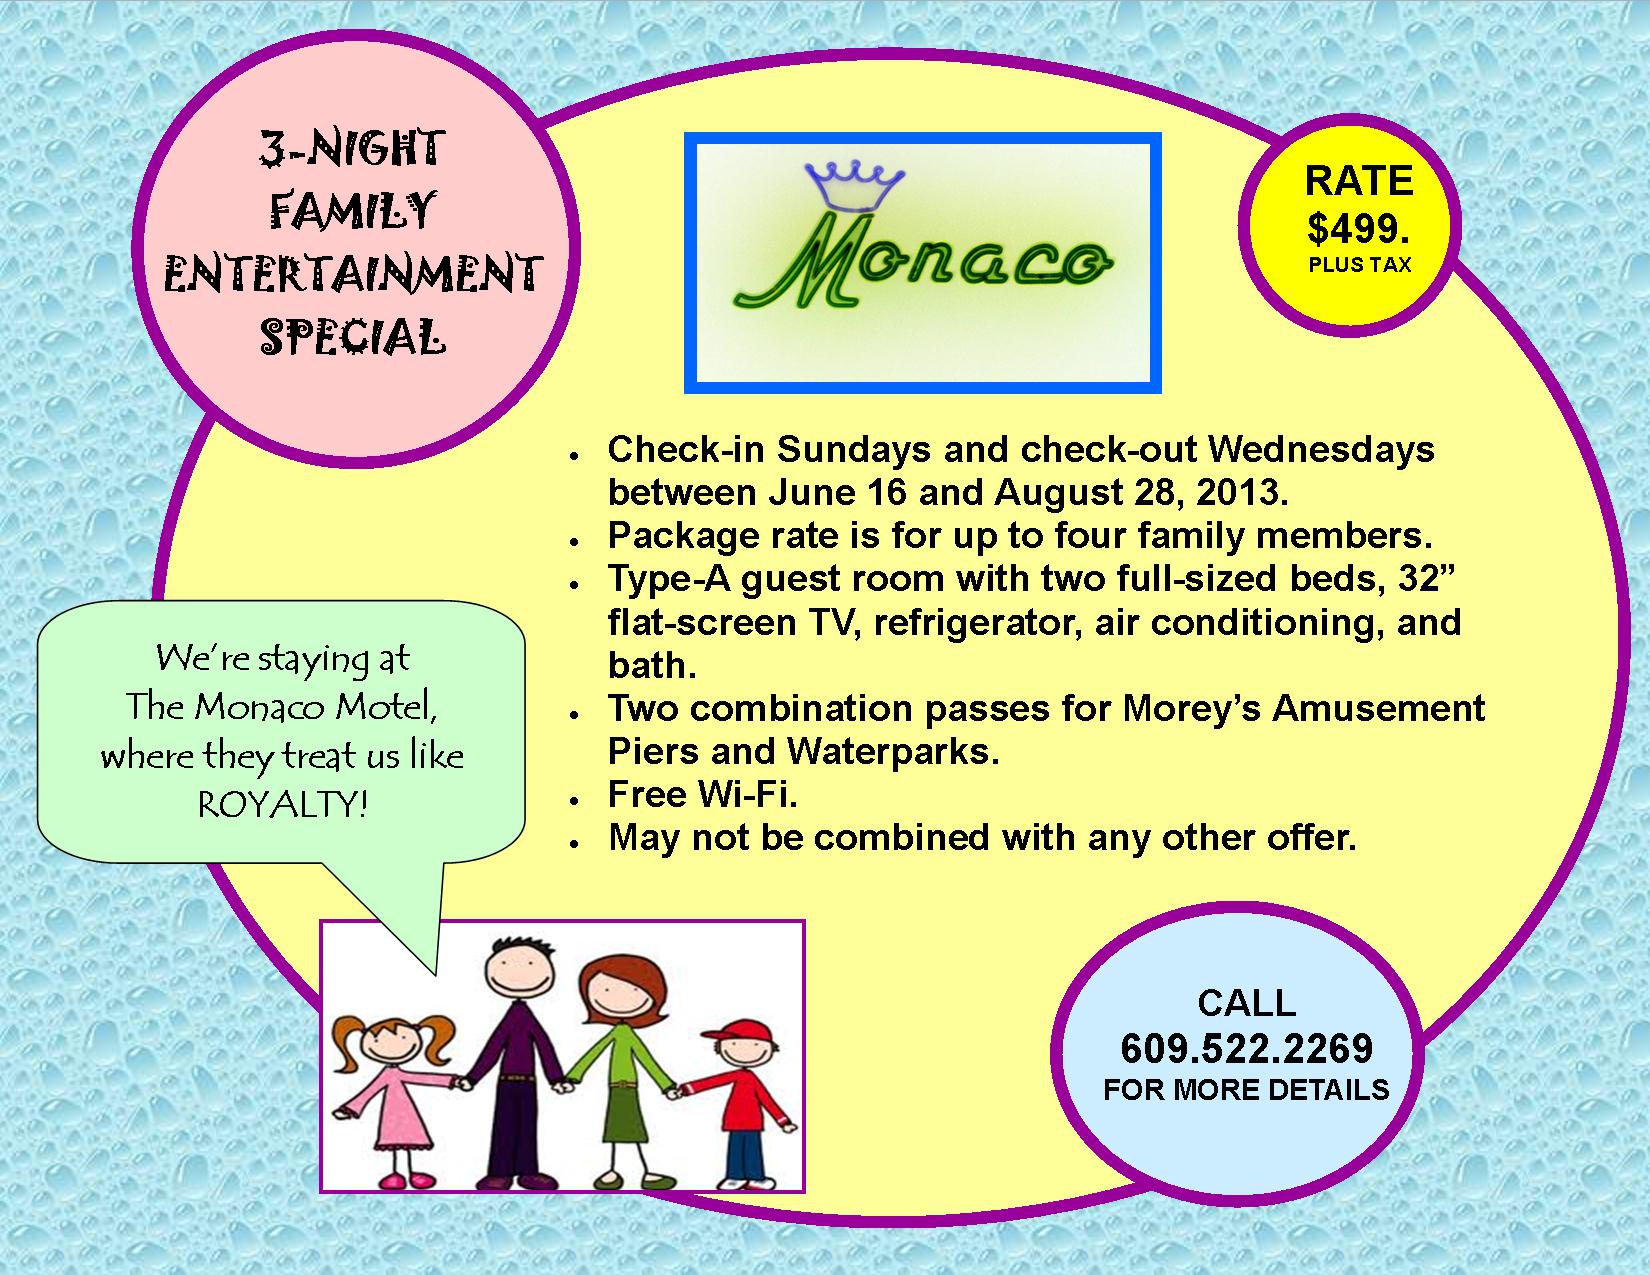 3-NIGHT
FAMILY
ENTERTAINMENT
SPECIAL
Monaco
RATE
$499.
PLUS TAX
• Check-in Sundays and check-out Wednesdays
between June 16 and August 28, 2013.
• Package rate is for up to four family members.
• Type-A guest room with two full-sized beds, 32”
flat-screen TV, refrigerator, air conditioning, and
bath.
• Two combination passes for Morey’s Amusement
Piers and Waterparks.
• Free Wi-Fi.
• May not be combined with any other offer.
We’re staying at
The Monaco Motel,
where they treat us like
ROYALTY!
CALL
609.522.2269
FOR MORE DETAILS